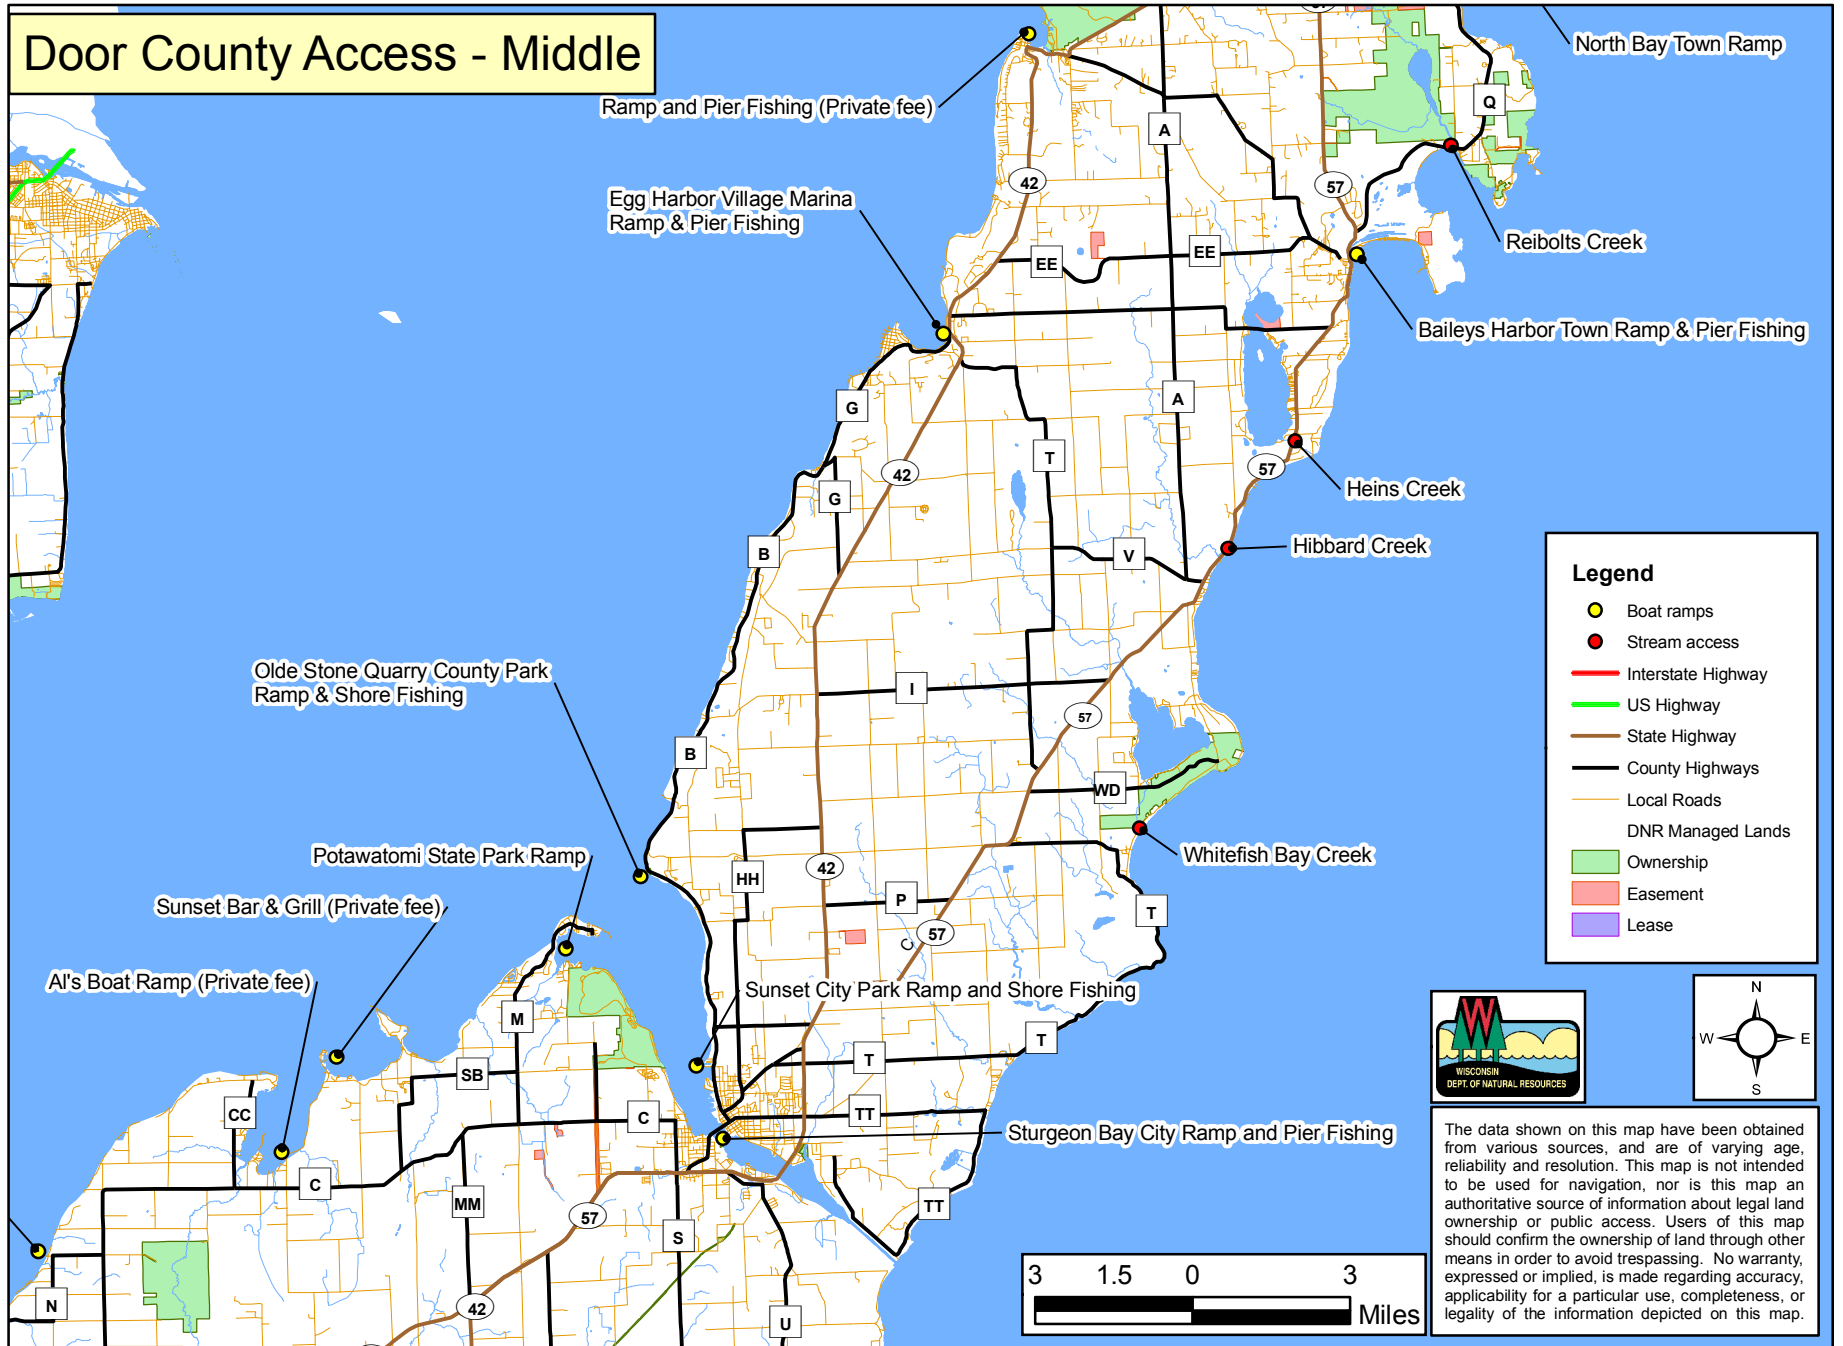 Door County Access - Middle
37
North Bay Town Ramp
Ramp and Pier Fishing (Private fee)
Q
A
42
57
Egg Harbor Village Marina
Ramp & Pier Fishing
Reibolts Creek
EE
EE
Baileys Harbor Town Ramp & Pier Fishing
G
A
T
42
57
G
Heins Creek
B
V
Hibbard Creek
Olde Stone Quarry County Park
Ramp & Shore Fishing
I
57
B
WD
Potawatomi State Park Ramp
Whitefish Bay Creek
42
HH
P
Sunset Bar & Grill (Private fee)
T
57
C
Al's Boat Ramp (Private fee)
Sunset City Park Ramp and Shore Fishing
M
T
T
SB
CC
C
TT
Sturgeon Bay City Ramp and Pier Fishing
C
MM
TT
57
S
N
42
U
Legend
Boat ramps
Stream access
Interstate Highway
US Highway
State Highway
County Highways
Local Roads
DNR Managed Lands
Ownership
Easement
Lease
WISCONSIN
DEPT. OF NATURAL RESOURCES
N
W E
S
The data shown on this map have been obtained
from various sources, and are of varying age,
reliability and resolution. This map is not intended
to be used for navigation, nor is this map an
authoritative source of information about legal land
ownership or public access. Users of this map
should confirm the ownership of land through other
means in order to avoid trespassing. No warranty,
expressed or implied, is made regarding accuracy,
applicability for a particular use, completeness, or
legality of the information depicted on this map.
3 1.5 0 3
Miles